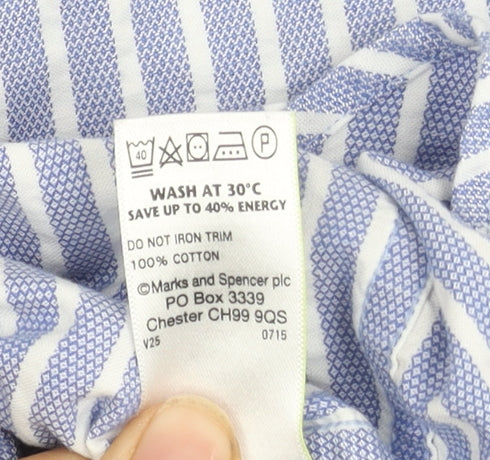 40 P
WASH AT 30°C
SAVE UP TO 40% ENERGY
DO NOT IRON TRIM
100% COTTON
©Marks and Spencer plc
PO Box 3339
Chester CH99 9QS
V25 0715